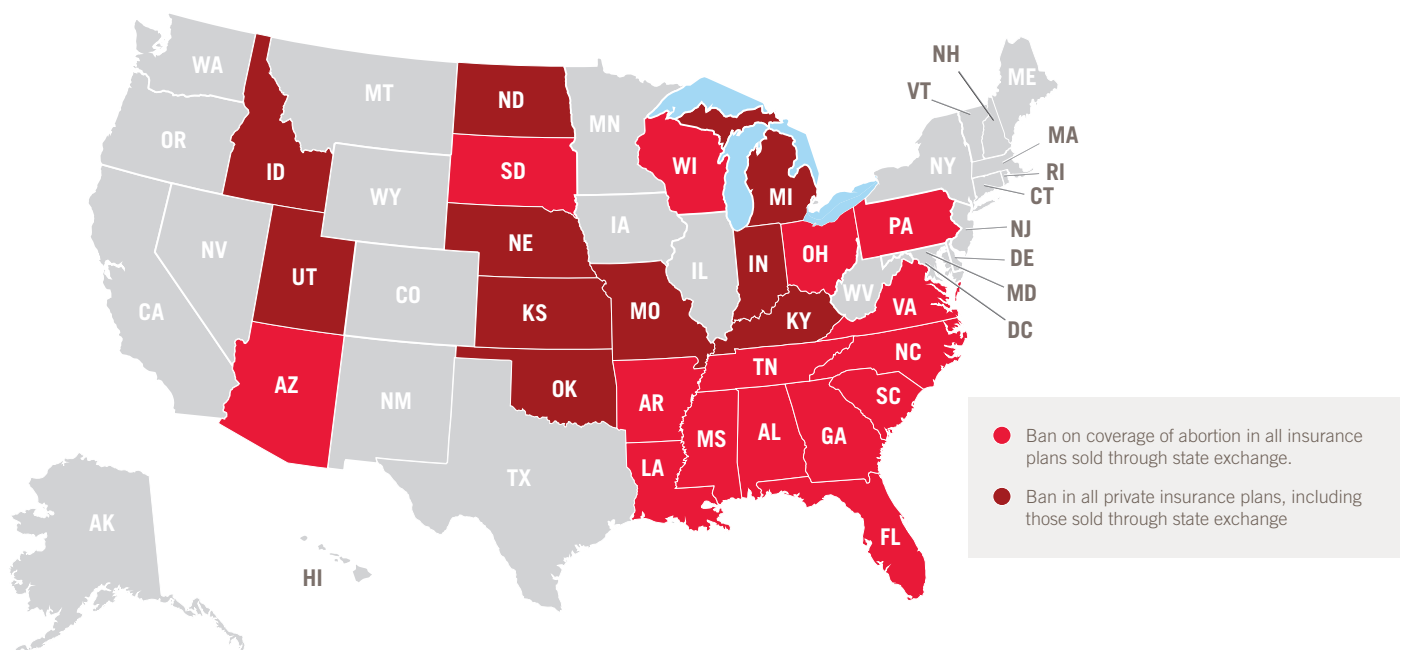 NH
WA
ME
MT
VT
ND
MN
OR
MA
NY
WI
SD
ID
RI
WY
MI
CT
PA
IA
NJ
NE
NV
OH
DE
IN
IL
UT
CO
WV
MD
VA
CA
KS
MO
KY
DC
NC
TN
AZ
OK
SC
NM
AR
MS
AL
GA
Ban on coverage of abortion in all insurance
plans sold through state exchange.
LA
TX
Ban in all private insurance plans, including
those sold through state exchange
AK
FL
HI